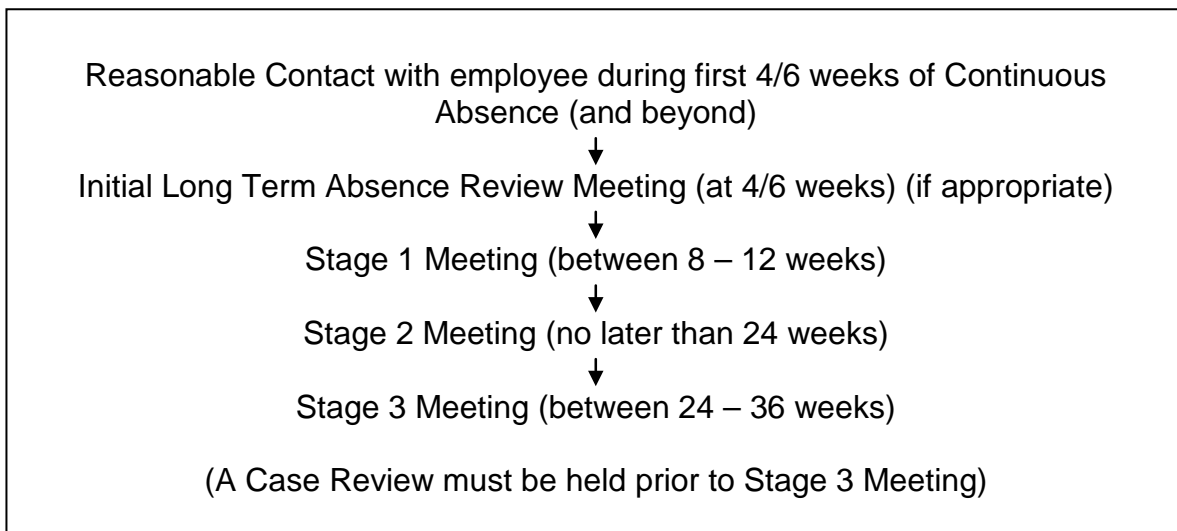 Reasonable Contact with employee during first 4/6 weeks of Continuous
Absence (and beyond)
Initial Long Term Absence Review Meeting (at 4/6 weeks) (if appropriate)
Stage 1 Meeting (between 8 – 12 weeks)
Stage 2 Meeting (no later than 24 weeks)
Stage 3 Meeting (between 24 – 36 weeks)
(A Case Review must be held prior to Stage 3 Meeting)